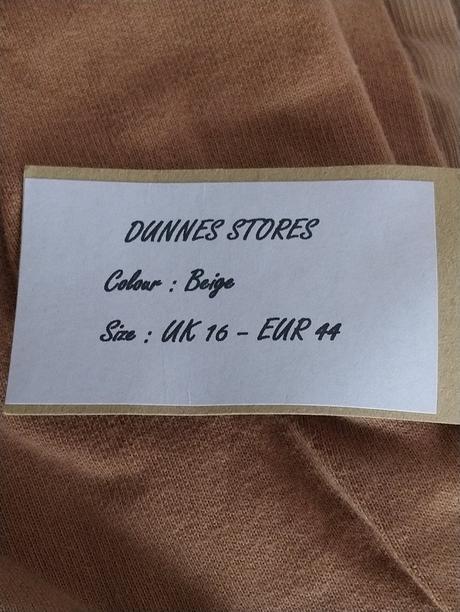 DUNNES STORES
Colour : Beige
Size : UK 16 – EUR 44